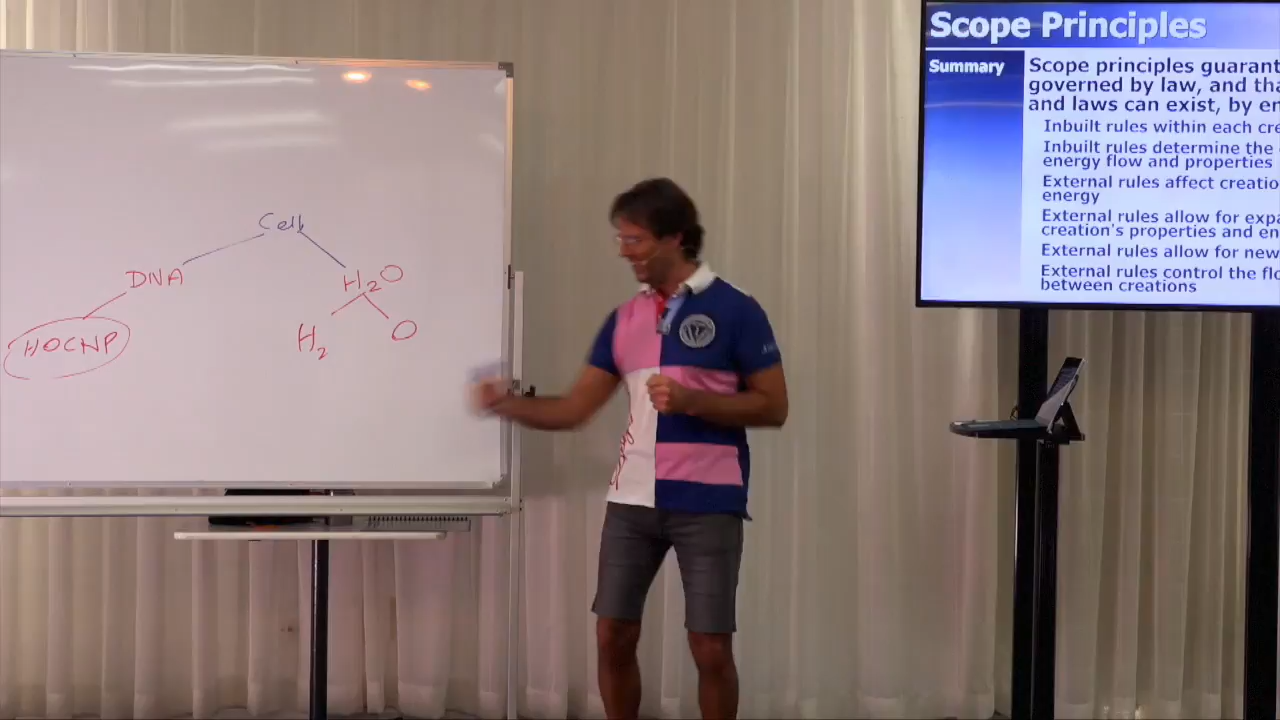 Cell
DNA
H2O
HOCNP
H2
O
Scope Principles
Summary
Scope principles guarant
governed by law, and tha
and laws can exist, by en
Inbuilt rules within each cre
Inbuilt rules determine the
energy flow and properties
External rules affect creatio
energy
External rules allow for expa
creation's properties and en
External rules allow for new
External rules control the flo
between creations